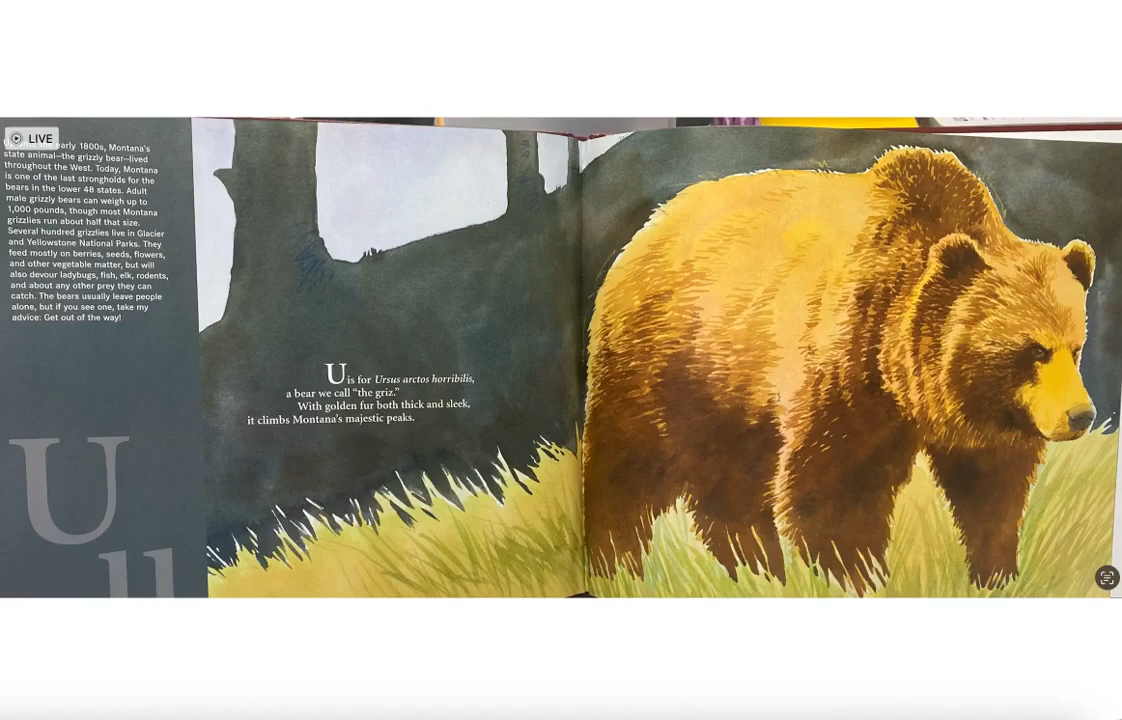 LIVE
early 1800s, Montana's
state animal—the grizzly bear—lived
throughout the West. Today, Montana
is one of the last strongholds for the
bears in the lower 48 states. Adult
male grizzly bears can weigh up to
1,000 pounds, though most Montana
grizzlies run about half that size.
Several hundred grizzlies live in Glacier
and Yellowstone National Parks. They
feed mostly on berries, seeds, flowers,
and other vegetable matter, but will
also devour ladybugs, fish, elk, rodents,
and about any other prey they can
catch. The bears usually leave people
alone, but if you see one, take my
advice: Get out of the way!
U
u
U is for Ursus arctos horribilis,
a bear we call "the griz."
With golden fur both thick and sleek,
it climbs Montana's majestic peaks.